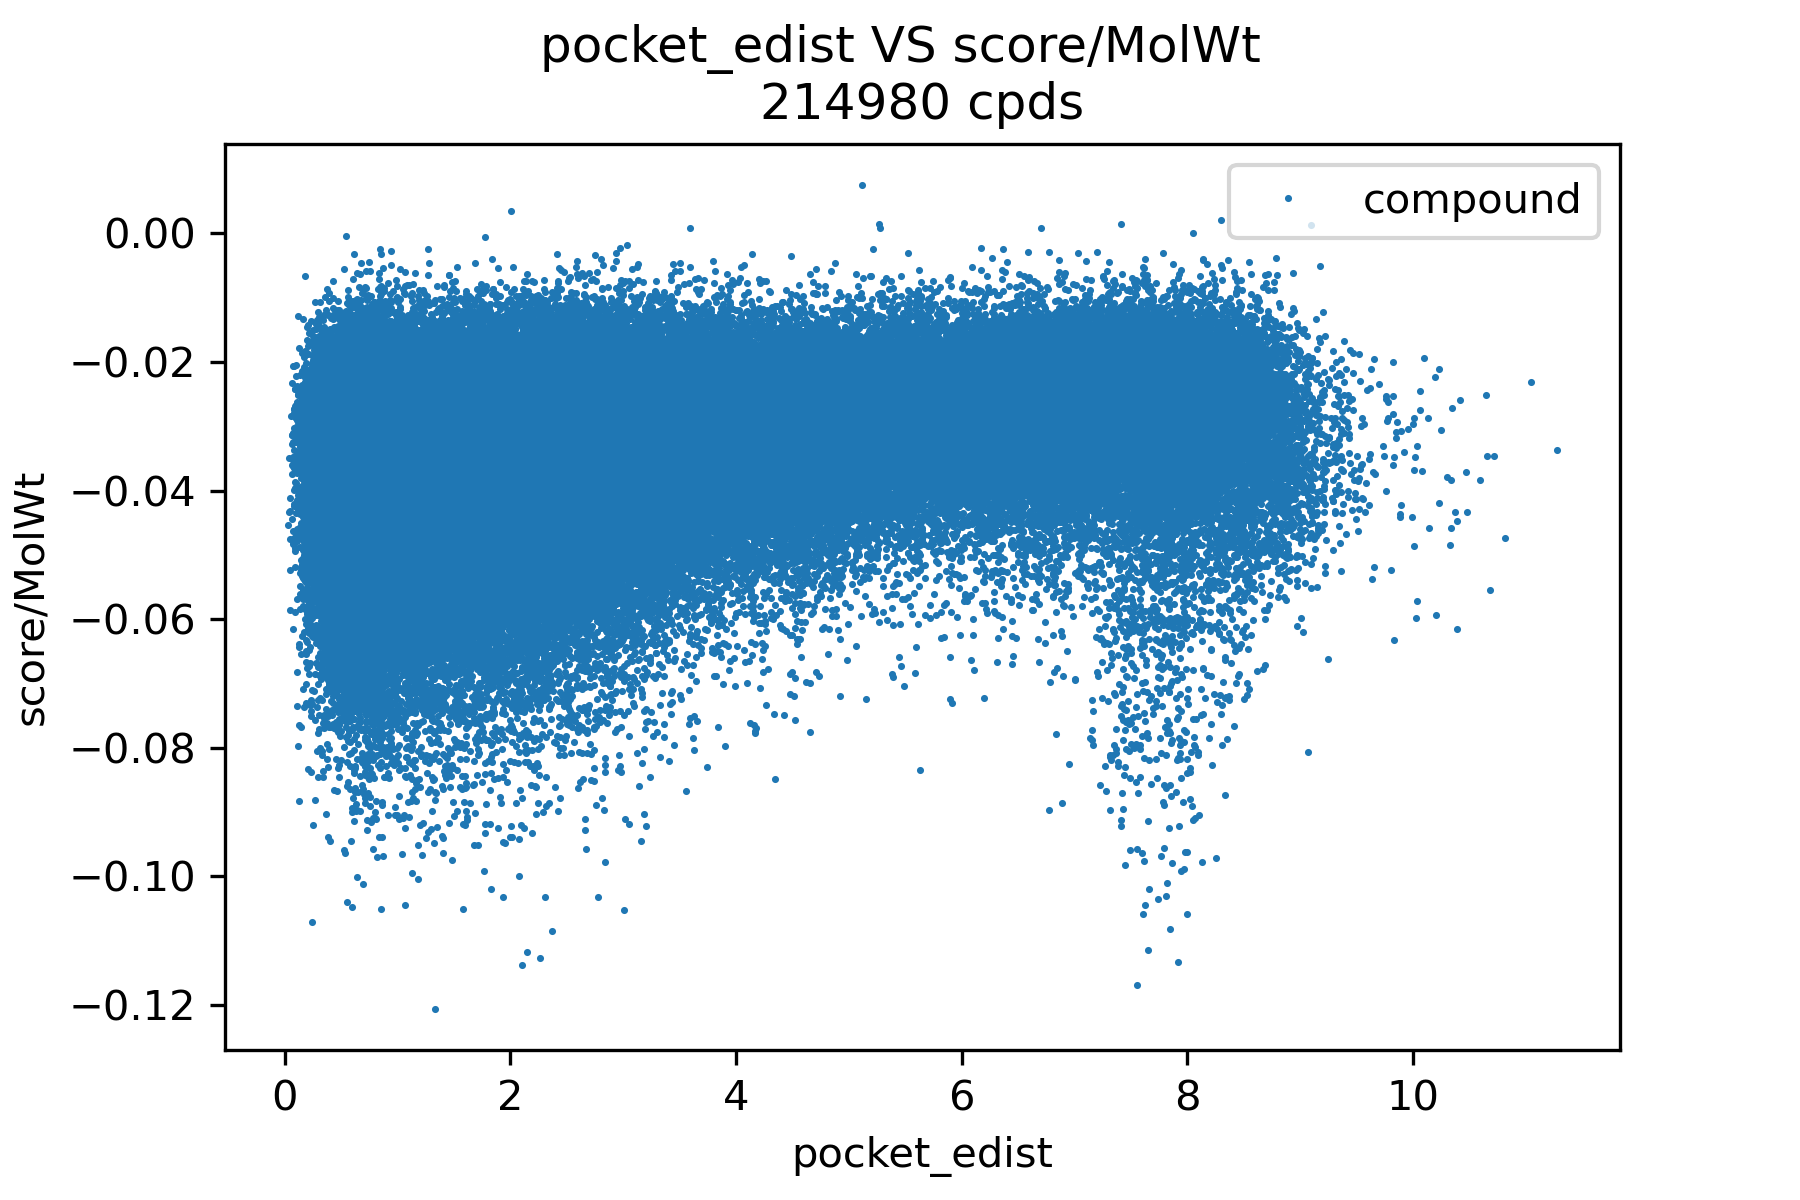 pocket_edist VS score/MolWt
214980 cpds
compound
0.00
−0.02
−0.04
−0.06
−0.08
−0.10
−0.12
score/MolWt
0 2 4 6 8 10
pocket_edist